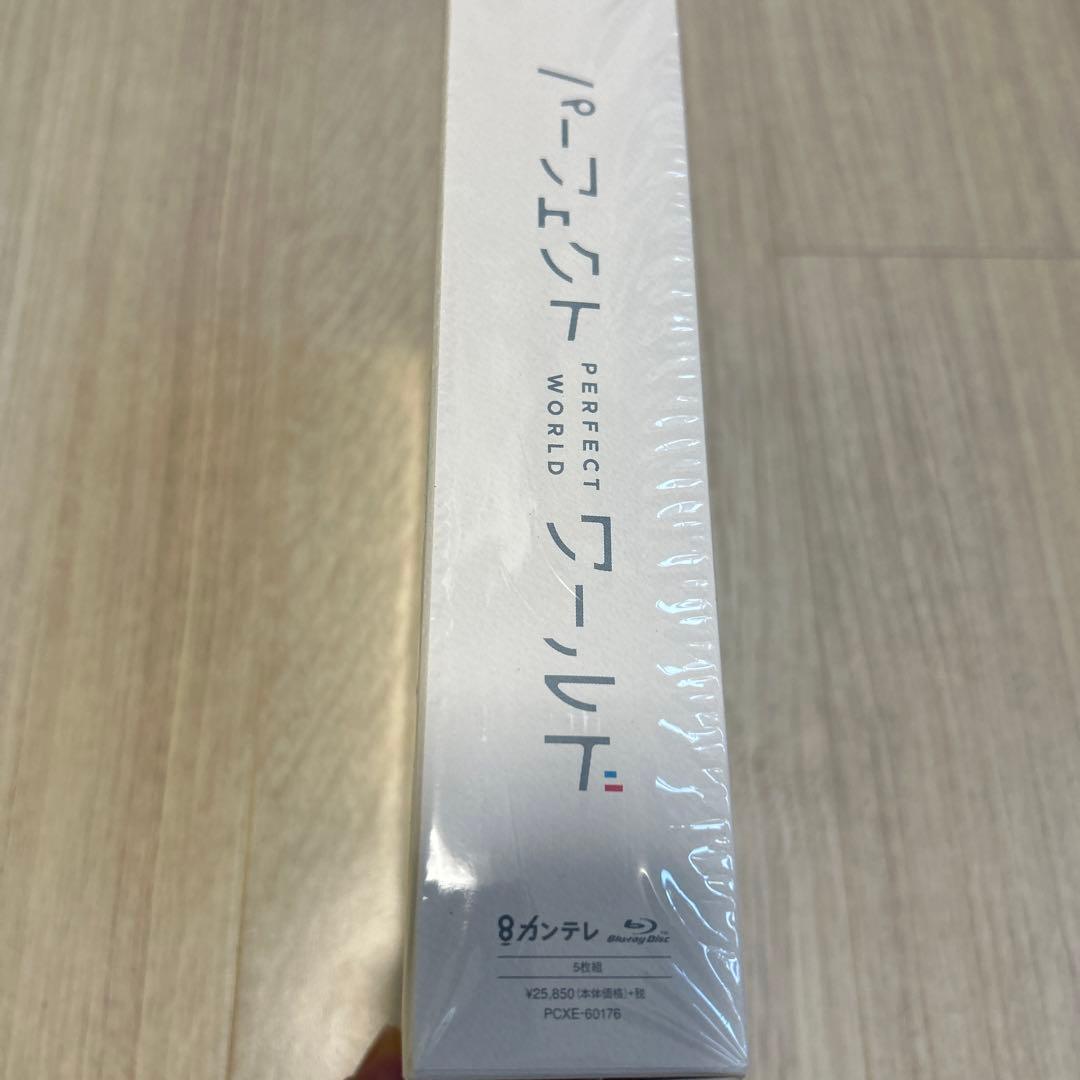 パーフェクト
PERFECT
WORLD
ワールド
8カンテレ Blu-ray Disc
5枚組
¥25,850(本体価格)+税
PCXE-60176